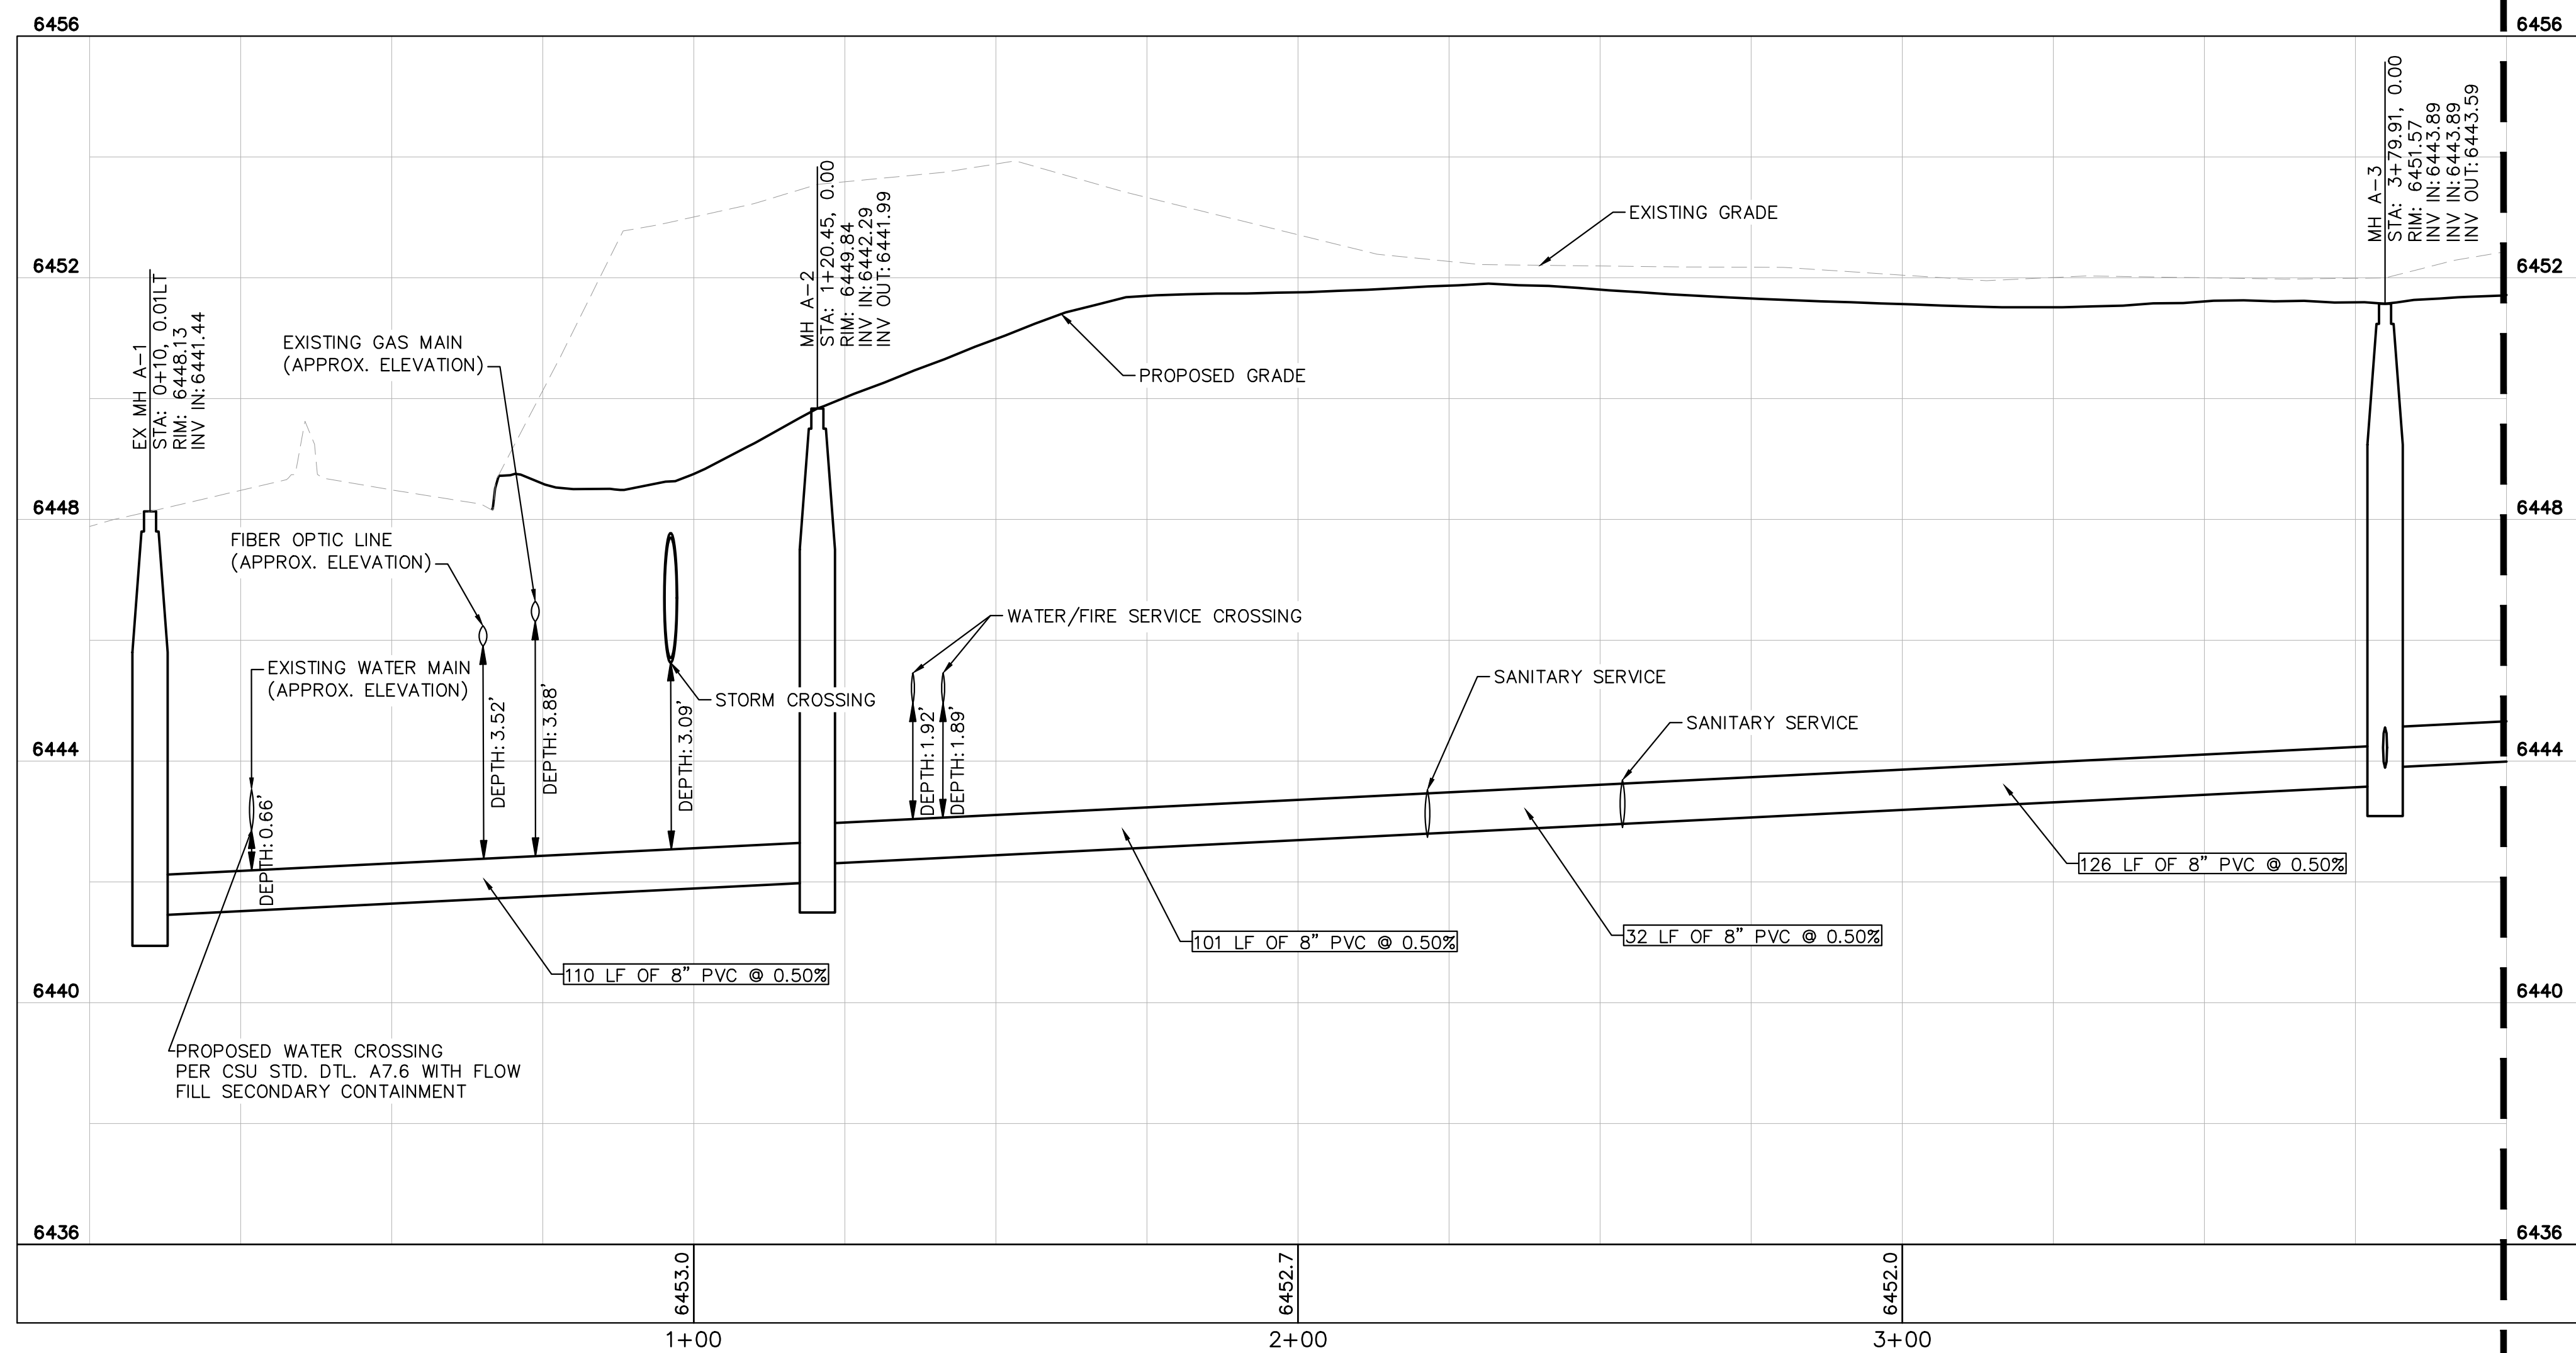 6456
6456
MH A-3
STA: 3+79.91, 0.00
RIM: 6451.57
INV IN:6443.89
INV IN:6443.89
INV OUT:6443.59
MH A-2
STA: 1+20.45, 0.00
RIM: 6449.84
INV IN:6442.29
INV OUT:6441.99
EXISTING GRADE
6452
6452
EX MH A-1
STA: 0+10, 0.01LT
RIM: 6448.13
INV IN:6441.44
EXISTING GAS MAIN
(APPROX. ELEVATION)
PROPOSED GRADE
6448
6448
FIBER OPTIC LINE
(APPROX. ELEVATION)
WATER/FIRE SERVICE CROSSING
EXISTING WATER MAIN
(APPROX. ELEVATION)
SANITARY SERVICE
STORM CROSSING
SANITARY SERVICE
DEPTH:0.66'
DEPTH:3.52'
DEPTH:3.88'
DEPTH:3.09'
DEPTH:1.92'
DEPTH:1.89'
6444
6444
126 LF OF 8" PVC @ 0.50%
32 LF OF 8" PVC @ 0.50%
101 LF OF 8" PVC @ 0.50%
110 LF OF 8" PVC @ 0.50%
6440
6440
PROPOSED WATER CROSSING
PER CSU STD. DTL. A7.6 WITH FLOW
FILL SECONDARY CONTAINMENT
6436
6436
6453.0
6452.7
6452.0
1+00
2+00
3+00